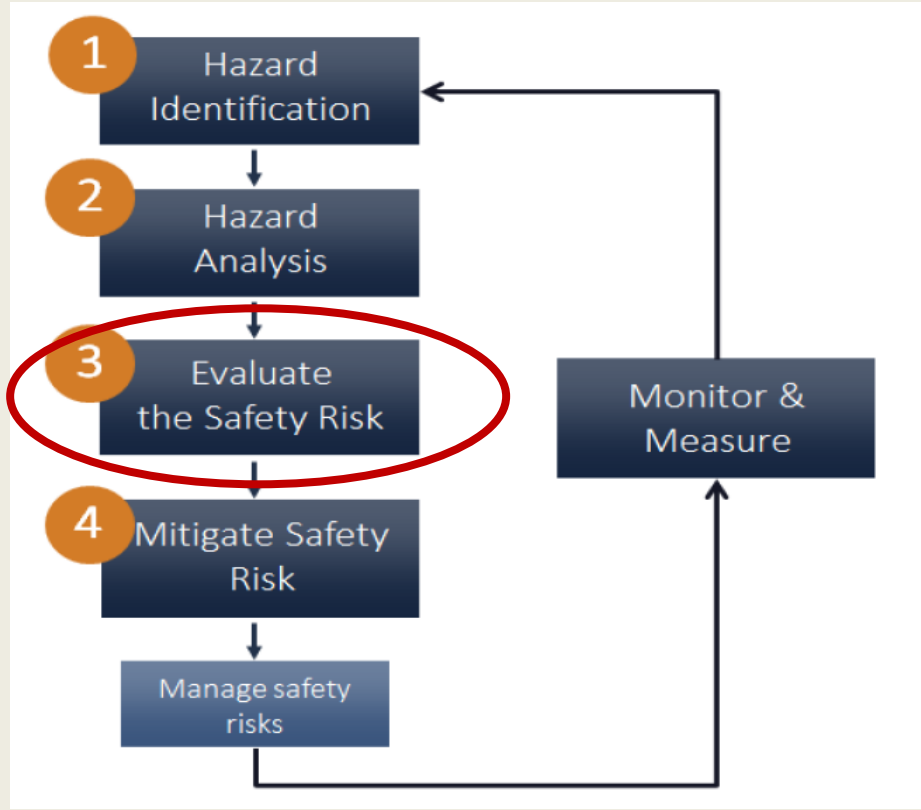 1
Hazard
Identification
2
Hazard
Analysis
3
Evaluate
the Safety Risk
4
Mitigate Safety
Risk
Manage safety
risks
Monitor &
Measure